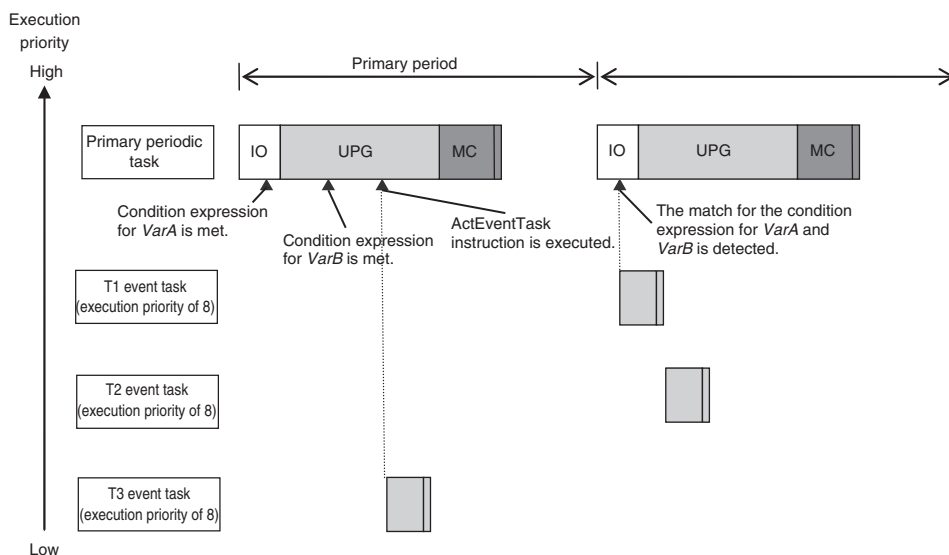 Execution
priority
High
Primary period
Primary periodic
task
IO
UPG
MC
IO
UPG
MC
Condition expression
for VarA is met.
Condition expression
for VarB is met.
ActEventTask
instruction is executed.
The match for the condition
expression for VarA and
VarB is detected.
T1 event task
(execution priority of 8)
T2 event task
(execution priority of 8)
T3 event task
(execution priority of 8)
Low